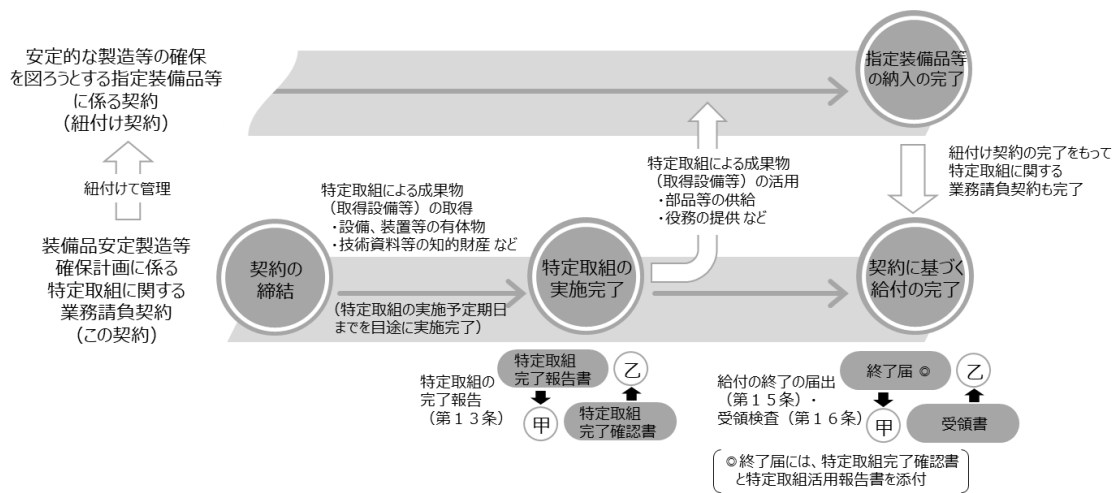 安定的な製造等の確保
を図ろうとする指定装備品等
に係る契約
（紐付け契約）
指定装備品等
の納入の完了
紐付けて管理
特定取組による成果物
（取得設備等）の取得
・設備、装置等の有体物
・技術資料等の知的財産 など
特定取組による成果物
（取得設備等）の活用
・部品等の供給
・役務の提供 など
紐付け契約の完了をもって
特定取組に関する
業務請負契約も完了
装備品安定製造等
確保計画に係る
特定取組に関する
業務請負契約
（この契約）
契約の
締結
（特定取組の実施予定期日
までを目途に実施完了）
特定取組の
実施完了
契約に基づく
給付の完了
特定取組の
完了報告
（第１３条）
特定取組
完了報告書
乙
甲
特定取組
完了確認書
給付の終了の届出
（第１５条）・
受領検査（第１６条）
終了届 ◎
乙
甲
受領書
◎終了届には、特定取組完了確認書
と特定取組活用報告書を添付